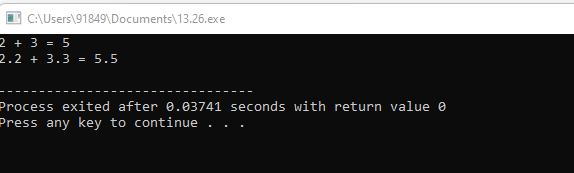 C:\Users\91849\Documents\13.26.exe
2 + 3 = 5
2.2 + 3.3 = 5.5
--------------------------------
Process exited after 0.03741 seconds with return value 0
Press any key to continue . . .